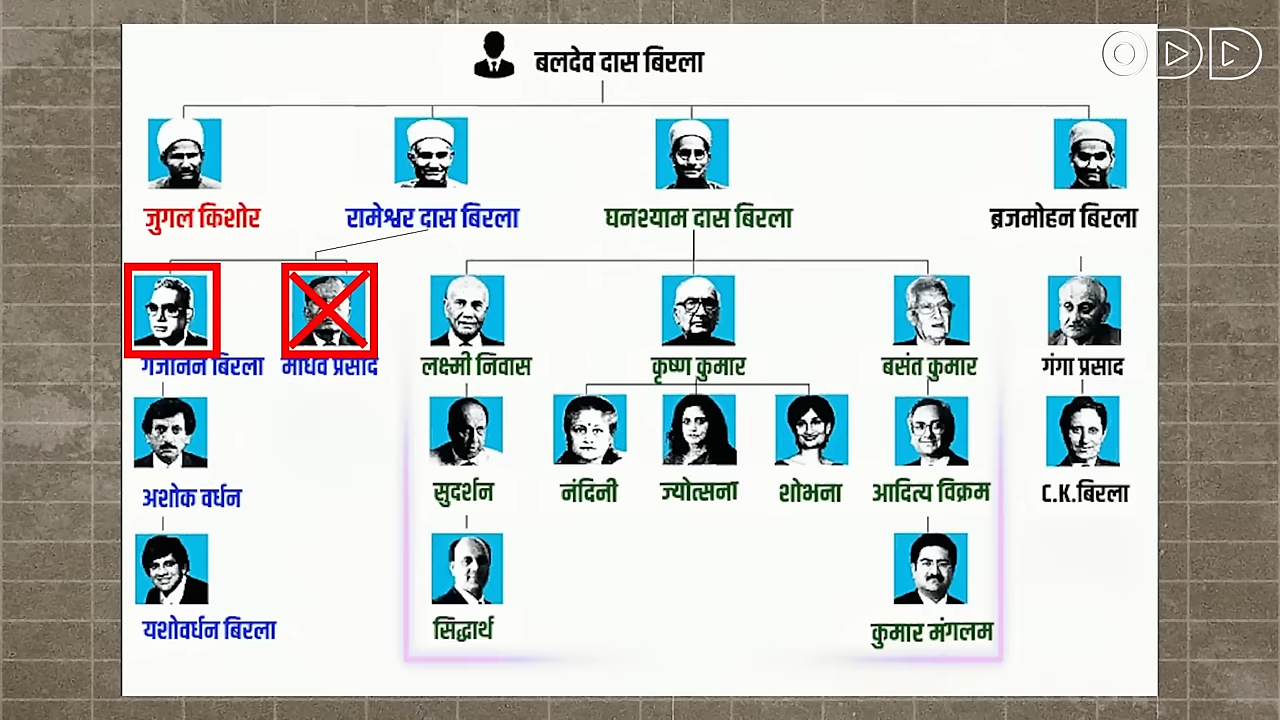 ODD
बलदेव दास बिरला
जुगल किशोर
रामेश्वर दास बिरला
घनश्याम दास बिरला
ब्रजमोहन बिरला
गजानन बिरला
माधव प्रसाद
लक्ष्मी निवास
कृष्ण कुमार
बसंत कुमार
गंगा प्रसाद
सुदर्शन
नंदिनी
ज्योत्सना
शोभना
आदित्य विक्रम
C.K.बिरला
अशोक वर्धन
यशोवर्धन बिरला
सिद्धार्थ
कुमार मंगलम